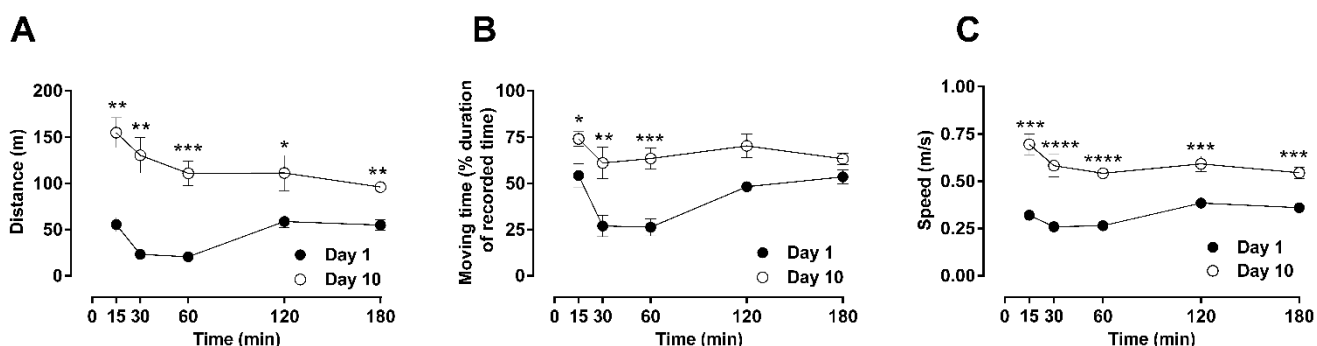 A
Distance (m)
200
150
100
50
0
**
**
***
*
**
Day 1
Day 10
0 15 30 60 120 180
Time (min)
B
Moving time (% duration
of recorded time)
100
75
50
25
0
*
**
***
Day 1
Day 10
0 15 30 60 120 180
Time (min)
C
Speed (m/s)
1.00
0.75
0.50
0.25
0.00
***
****
****
***
***
Day 1
Day 10
0 15 30 60 120 180
Time (min)